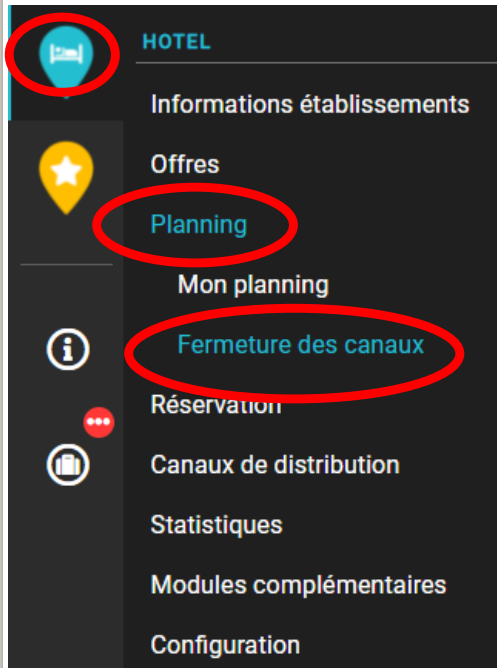 HOTEL
Informations établissements
Offres
Planning
Mon planning
Fermeture des canaux
Réservation
Canaux de distribution
Statistiques
Modules complémentaires
Configuration